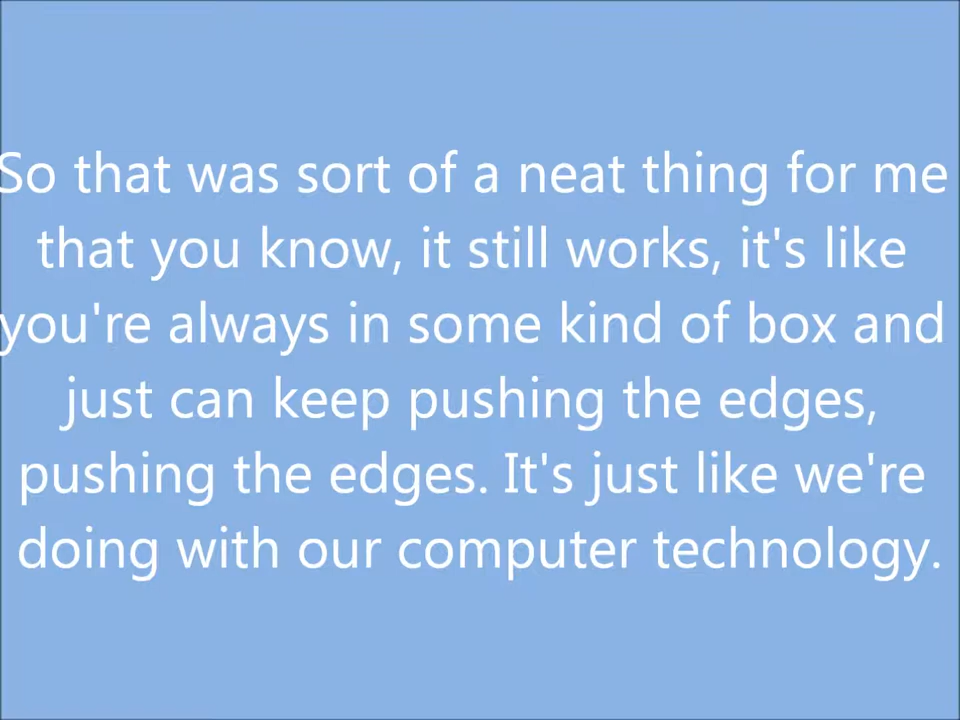 So that was sort of a neat thing for me
that you know, it still works, it's like
you're always in some kind of box and
just can keep pushing the edges,
pushing the edges. It's just like we're
doing with our computer technology.